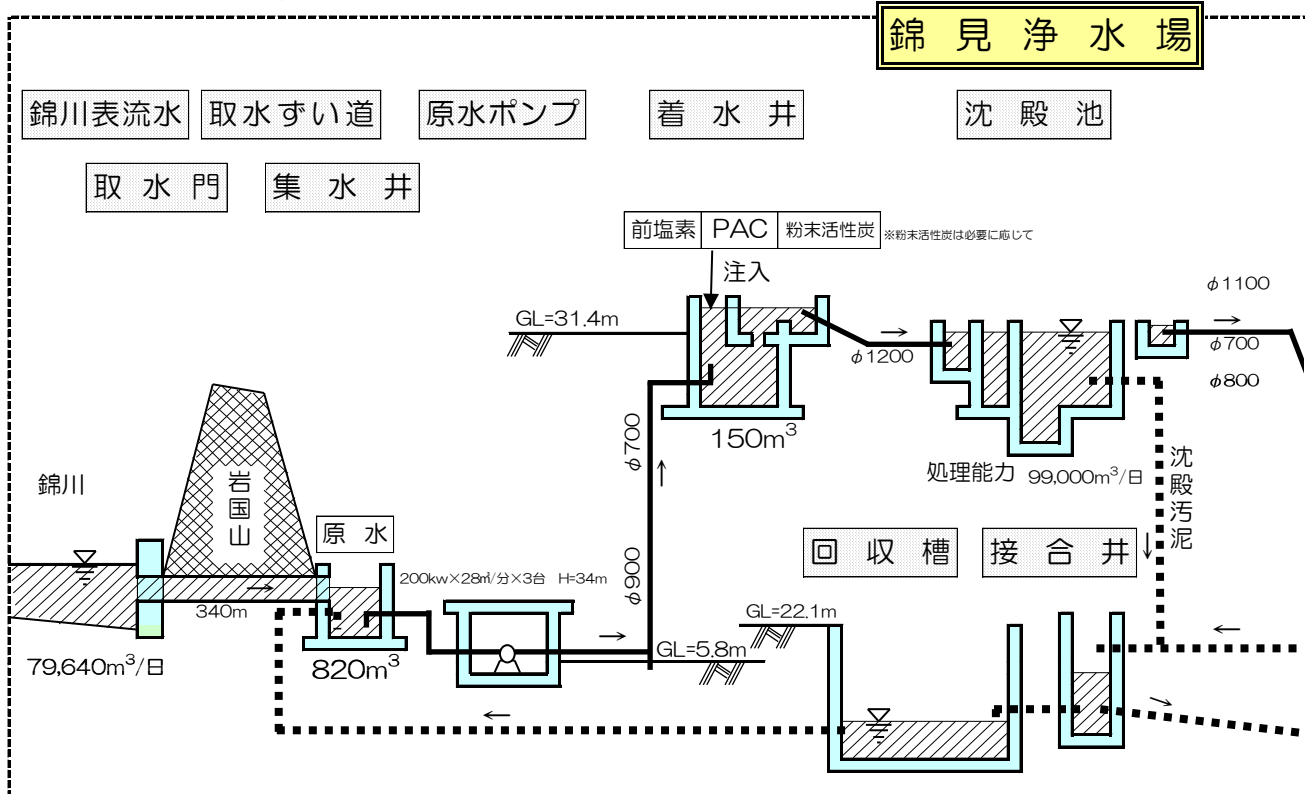 錦見浄水場
錦川表流水
取水ずい道
原水ポンプ
着水井
沈殿池
取水門
集水井
前塩素
PAC
粉末活性炭
※粉末活性炭は必要に応じて
注入
GL=31.4m
φ1200
φ1100
φ700
φ800
150m³
処理能力 99,000m³/日
沈殿汚泥
φ700
φ900
錦川
岩国山
原水
340m
79,640m³/日
820m³
200kw×28㎥/分×3台 H=34m
GL=5.8m
回収槽
接合井
GL=22.1m